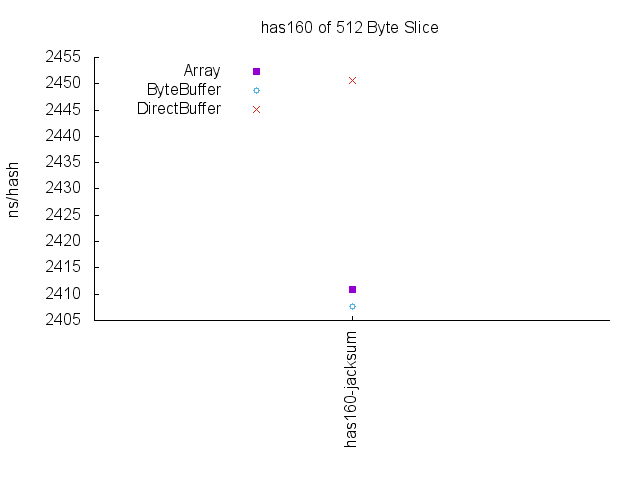 has160 of 512 Byte Slice
2455
2450
2445
2440
2435
2430
2425
2420
2415
2410
2405
ns/hash
Array
ByteBuffer
DirectBuffer
has160-jacksum